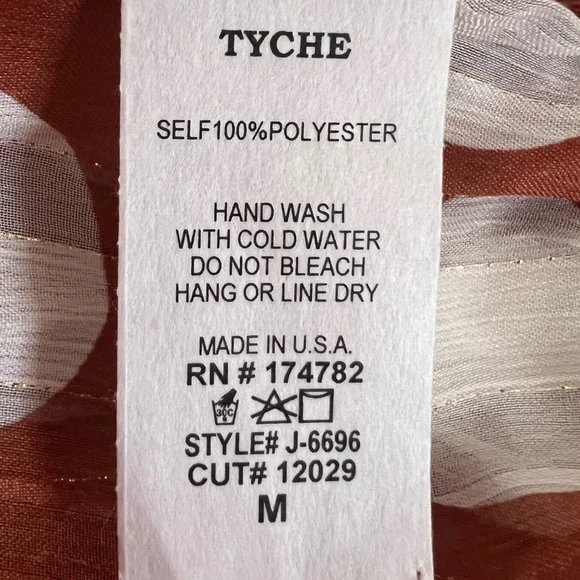 TYCHE
SELF100%POLYESTER
HAND WASH
WITH COLD WATER
DO NOT BLEACH
HANG OR LINE DRY
MADE IN U.S.A.
RN # 174782
30C
STYLE# J-6696
CUT# 12029
M